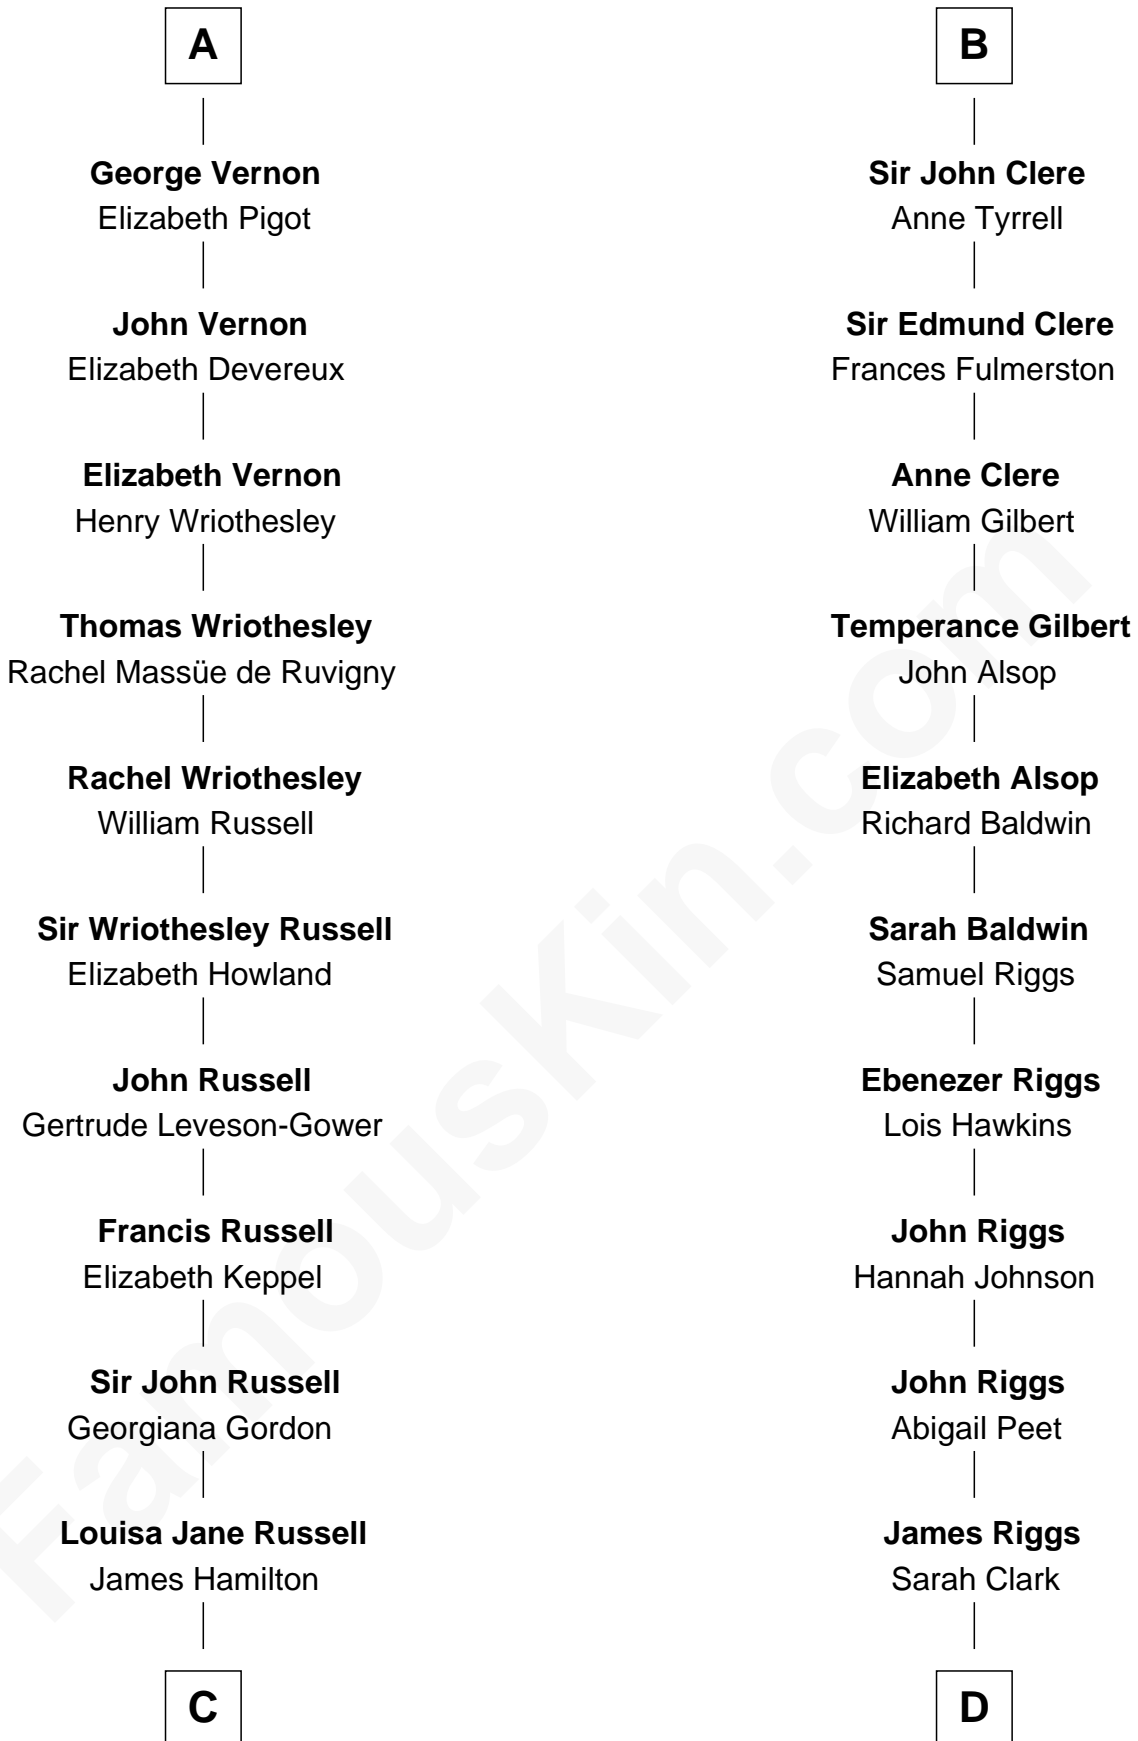 A
George Vernon
Elizabeth Pigot
John Vernon
Elizabeth Devereux
Elizabeth Vernon
Henry Wriothesley
Thomas Wriothesley
Rachel Massüe de Ruvigny
Rachel Wriothesley
William Russell
Sir Wriothesley Russell
Elizabeth Howland
John Russell
Gertrude Leveson-Gower
Francis Russell
Elizabeth Keppel
Sir John Russell
Georgiana Gordon
Louisa Jane Russell
James Hamilton
C
B
Sir John Clere
Anne Tyrrell
Sir Edmund Clere
Frances Fulmerston
Anne Clere
William Gilbert
Temperance Gilbert
John Alsop
Elizabeth Alsop
Richard Baldwin
Sarah Baldwin
Samuel Riggs
Ebenezer Riggs
Lois Hawkins
John Riggs
Hannah Johnson
John Riggs
Abigail Peet
James Riggs
Sarah Clark
D
FamousKin.com